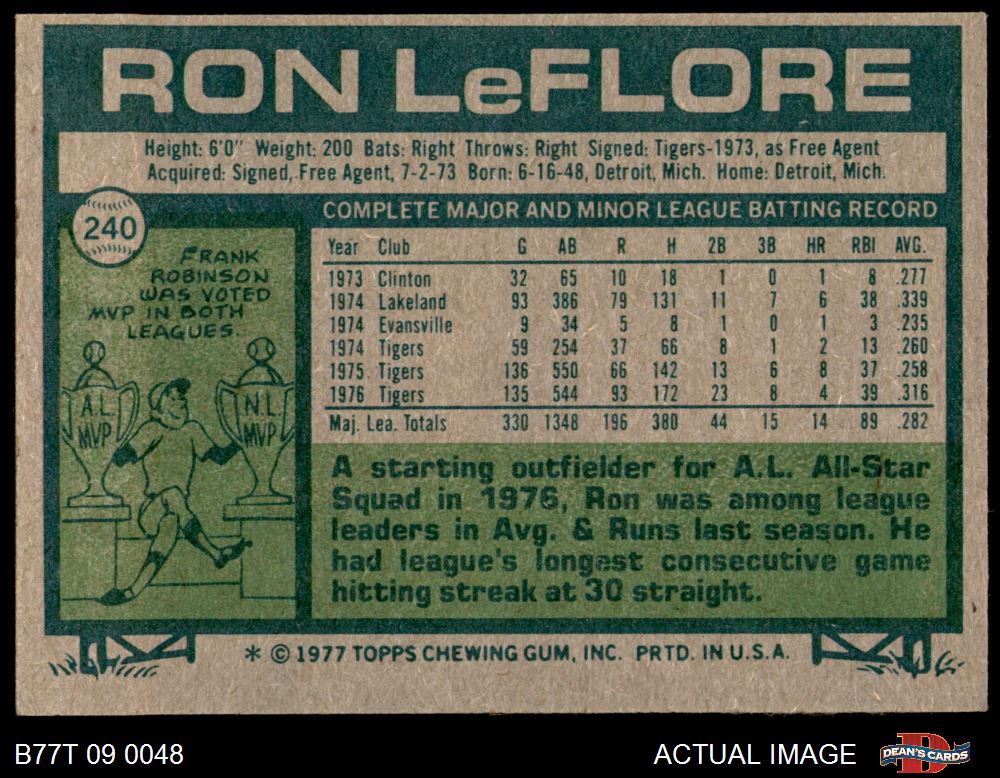 RON LeFLORE
Height: 6'0" Weight: 200 Bats: Right Throws: Right Signed: Tigers-1973, as Free Agent
Acquired: Signed, Free Agent, 7-2-73 Born: 6-16-48, Detroit, Mich. Home: Detroit, Mich.
240
FRANK
ROBINSON
WAS VOTED
MVP IN BOTH
LEAGUES.
A.L.
MVP
N.L.
MVP
COMPLETE MAJOR AND MINOR LEAGUE BATTING RECORD
Year Club G AB R H 2B 3B HR RBI AVG.
1973 Clinton 32 65 10 18 1 0 1 8 .277
1974 Lakeland 93 386 79 131 11 7 6 38 .339
1974 Evansville 9 34 5 8 1 0 1 3 .235
1974 Tigers 59 254 37 66 8 1 2 13 .260
1975 Tigers 136 550 66 142 13 6 8 37 .258
1976 Tigers 135 544 93 172 23 8 4 39 .316
Maj. Lea. Totals 330 1348 196 380 44 15 14 89 .282
A starting outfielder for A.L. All-Star
Squad in 1976, Ron was among league
leaders in Avg. & Runs last season. He
had league's longest consecutive game
hitting streak at 30 straight.
* © 1977 TOPPS CHEWING GUM, INC. PRTD. IN U.S.A.
B77T 09 0048
ACTUAL IMAGE
DEAN'S CARDS